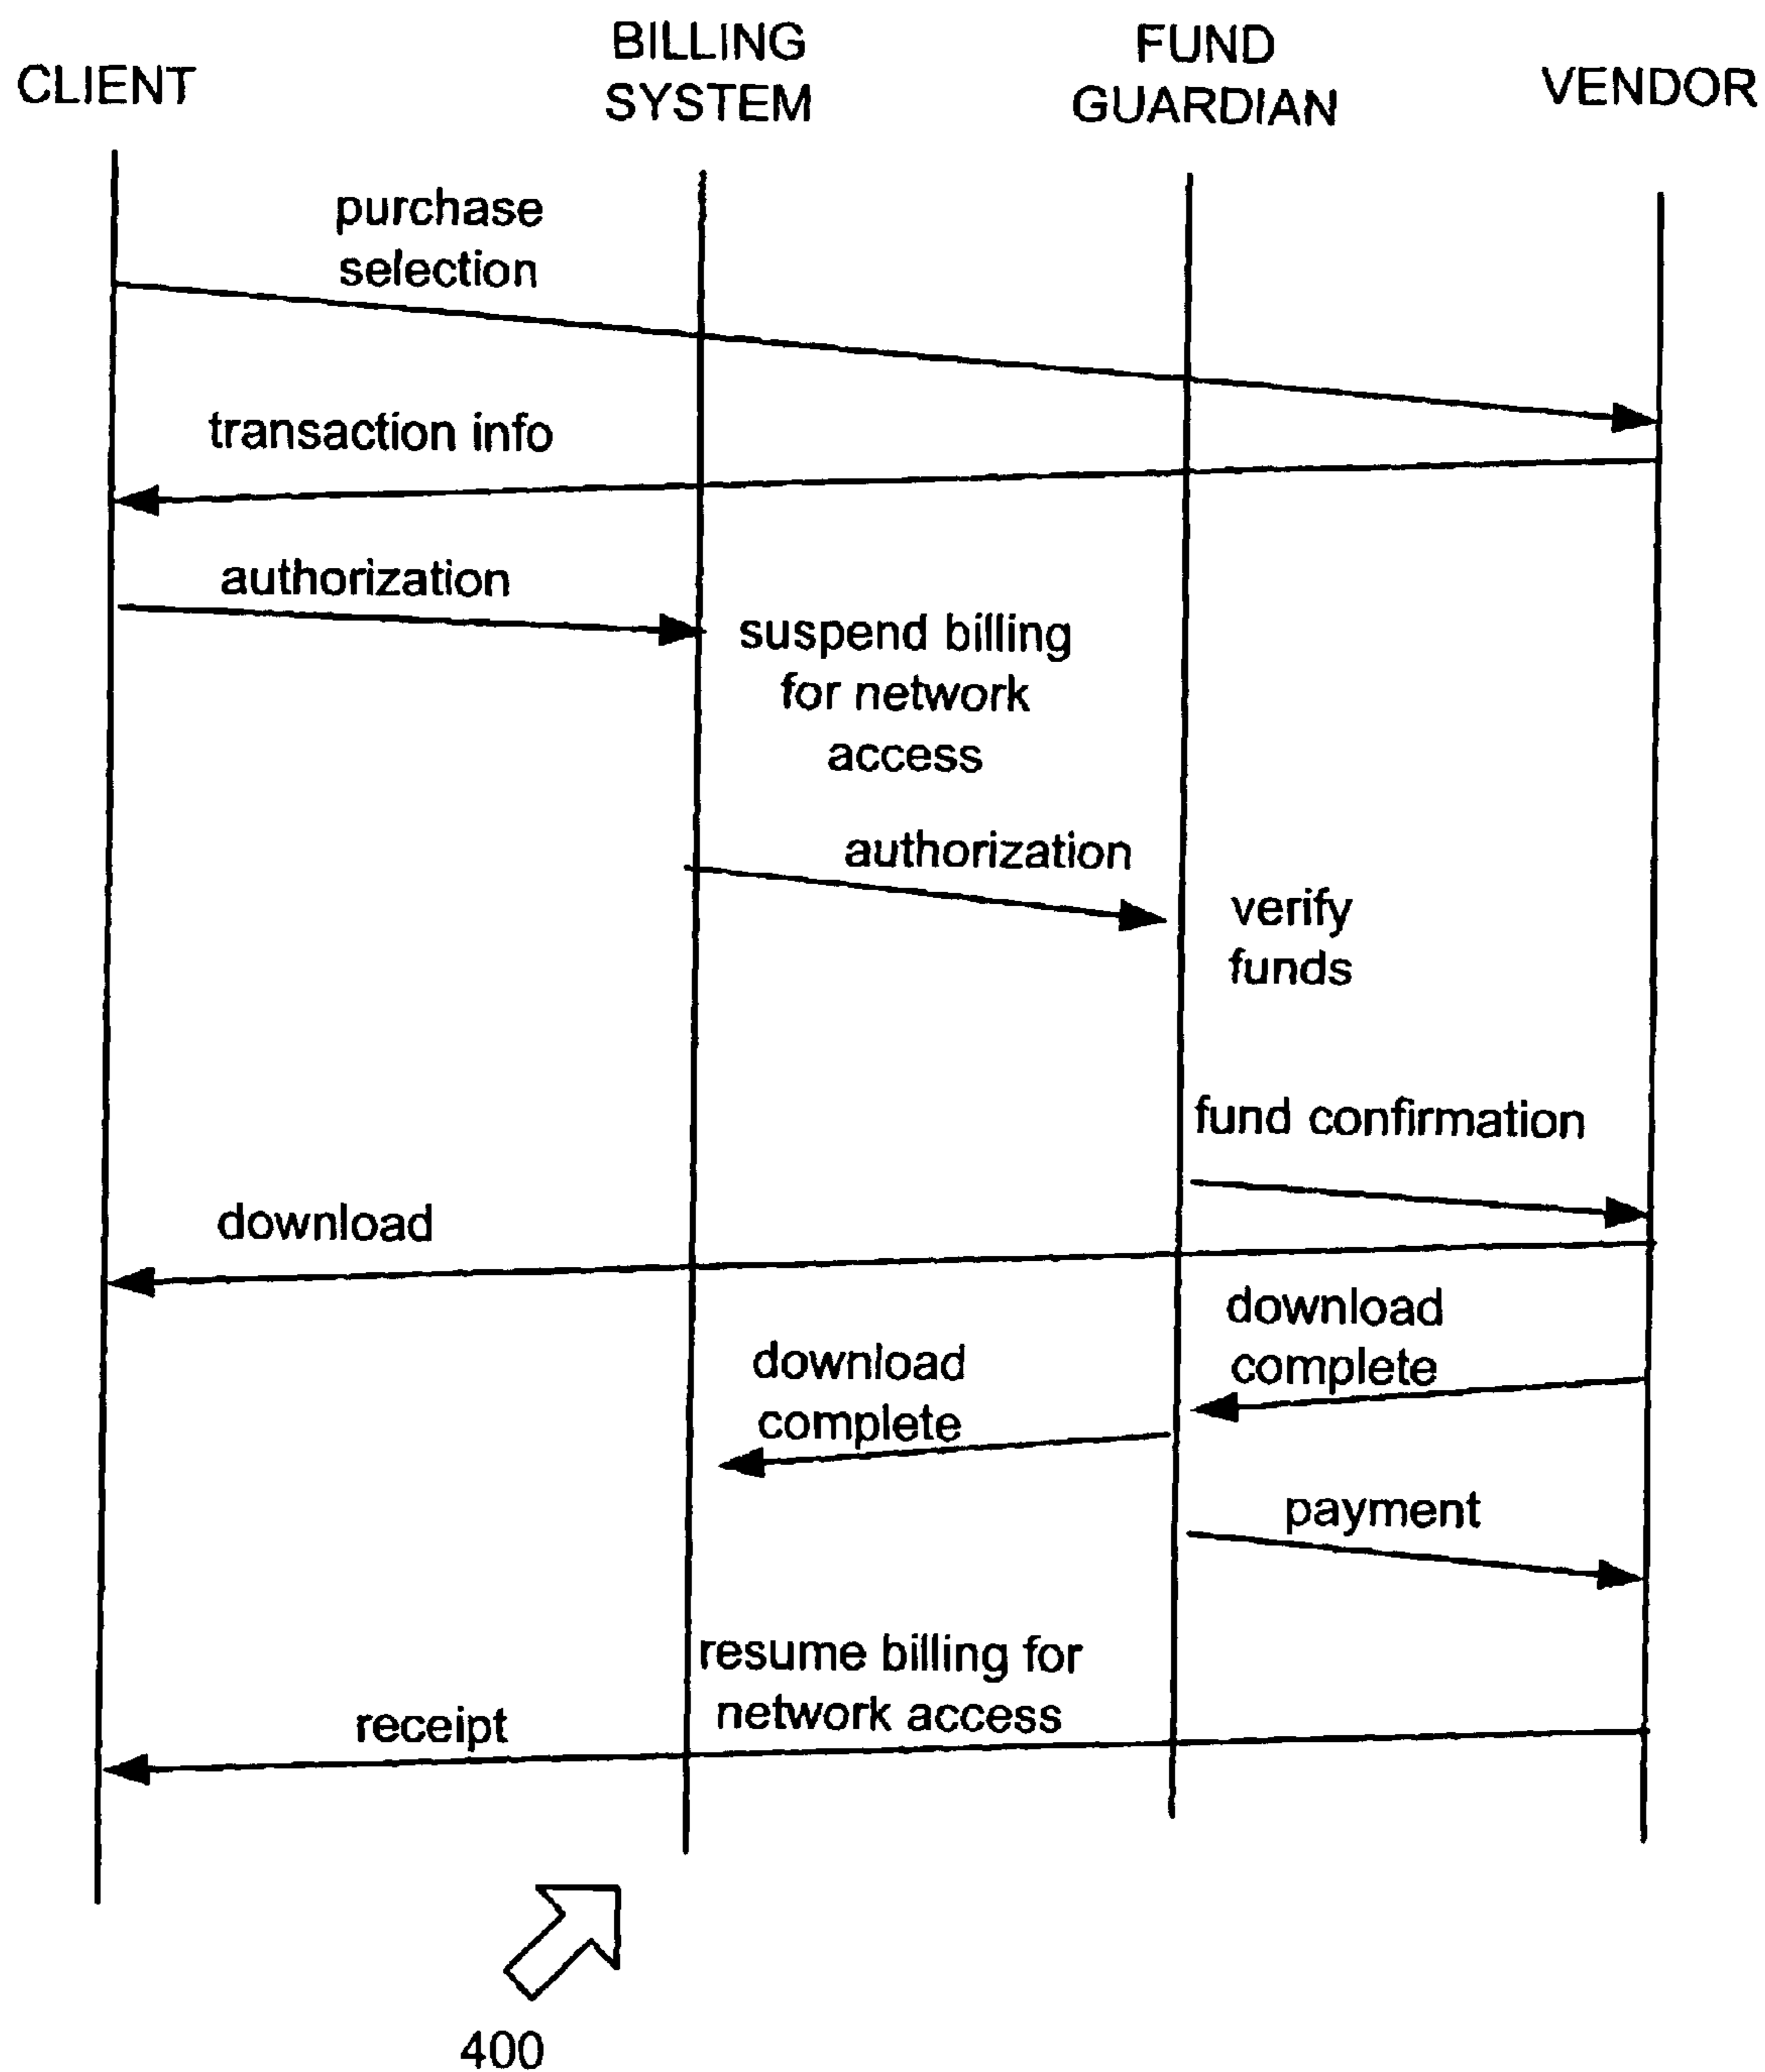 CLIENT
BILLING
SYSTEM
FUND
GUARDIAN
VENDOR
purchase
selection
transaction info
authorization
suspend billing
for network
access
authorization
verify
funds
fund confirmation
download
download
complete
download
complete
payment
resume billing for
network access
receipt
400